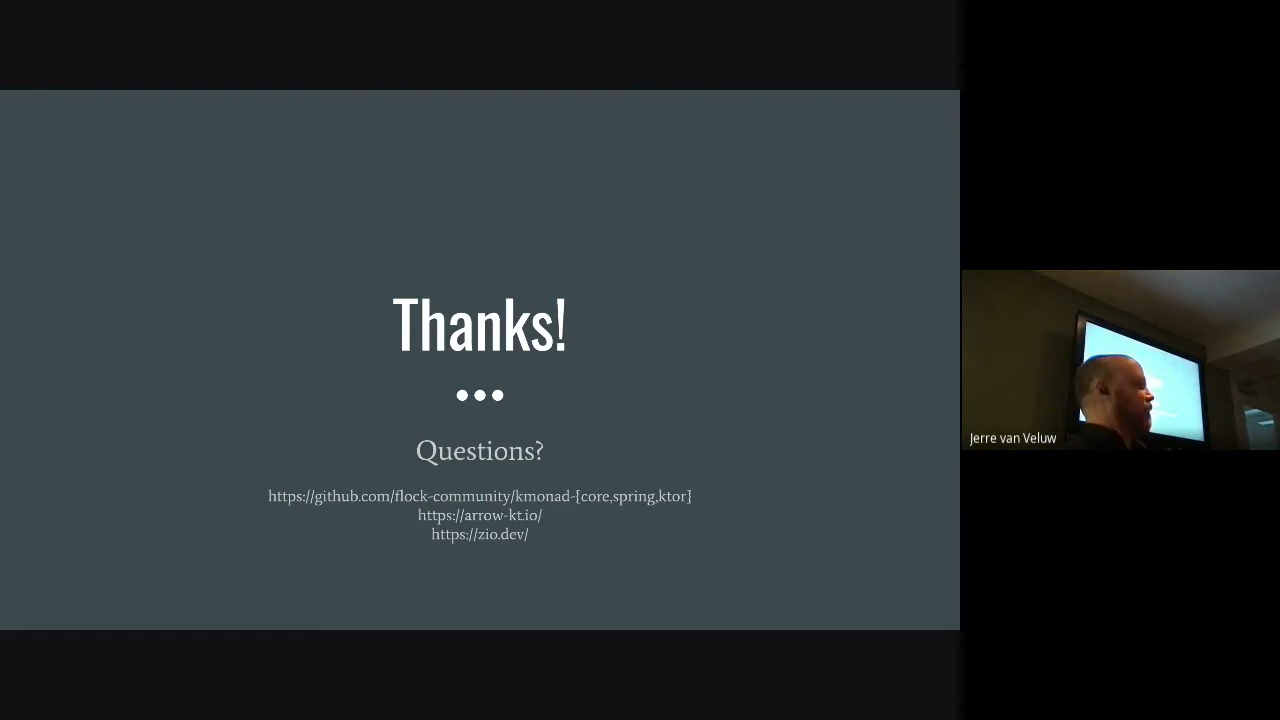 Thanks!
Questions?
https://github.com/flock-community/kmonad-[core,spring,ktor]
https://arrow-kt.io/
https://zio.dev/
Jerre van Veluw